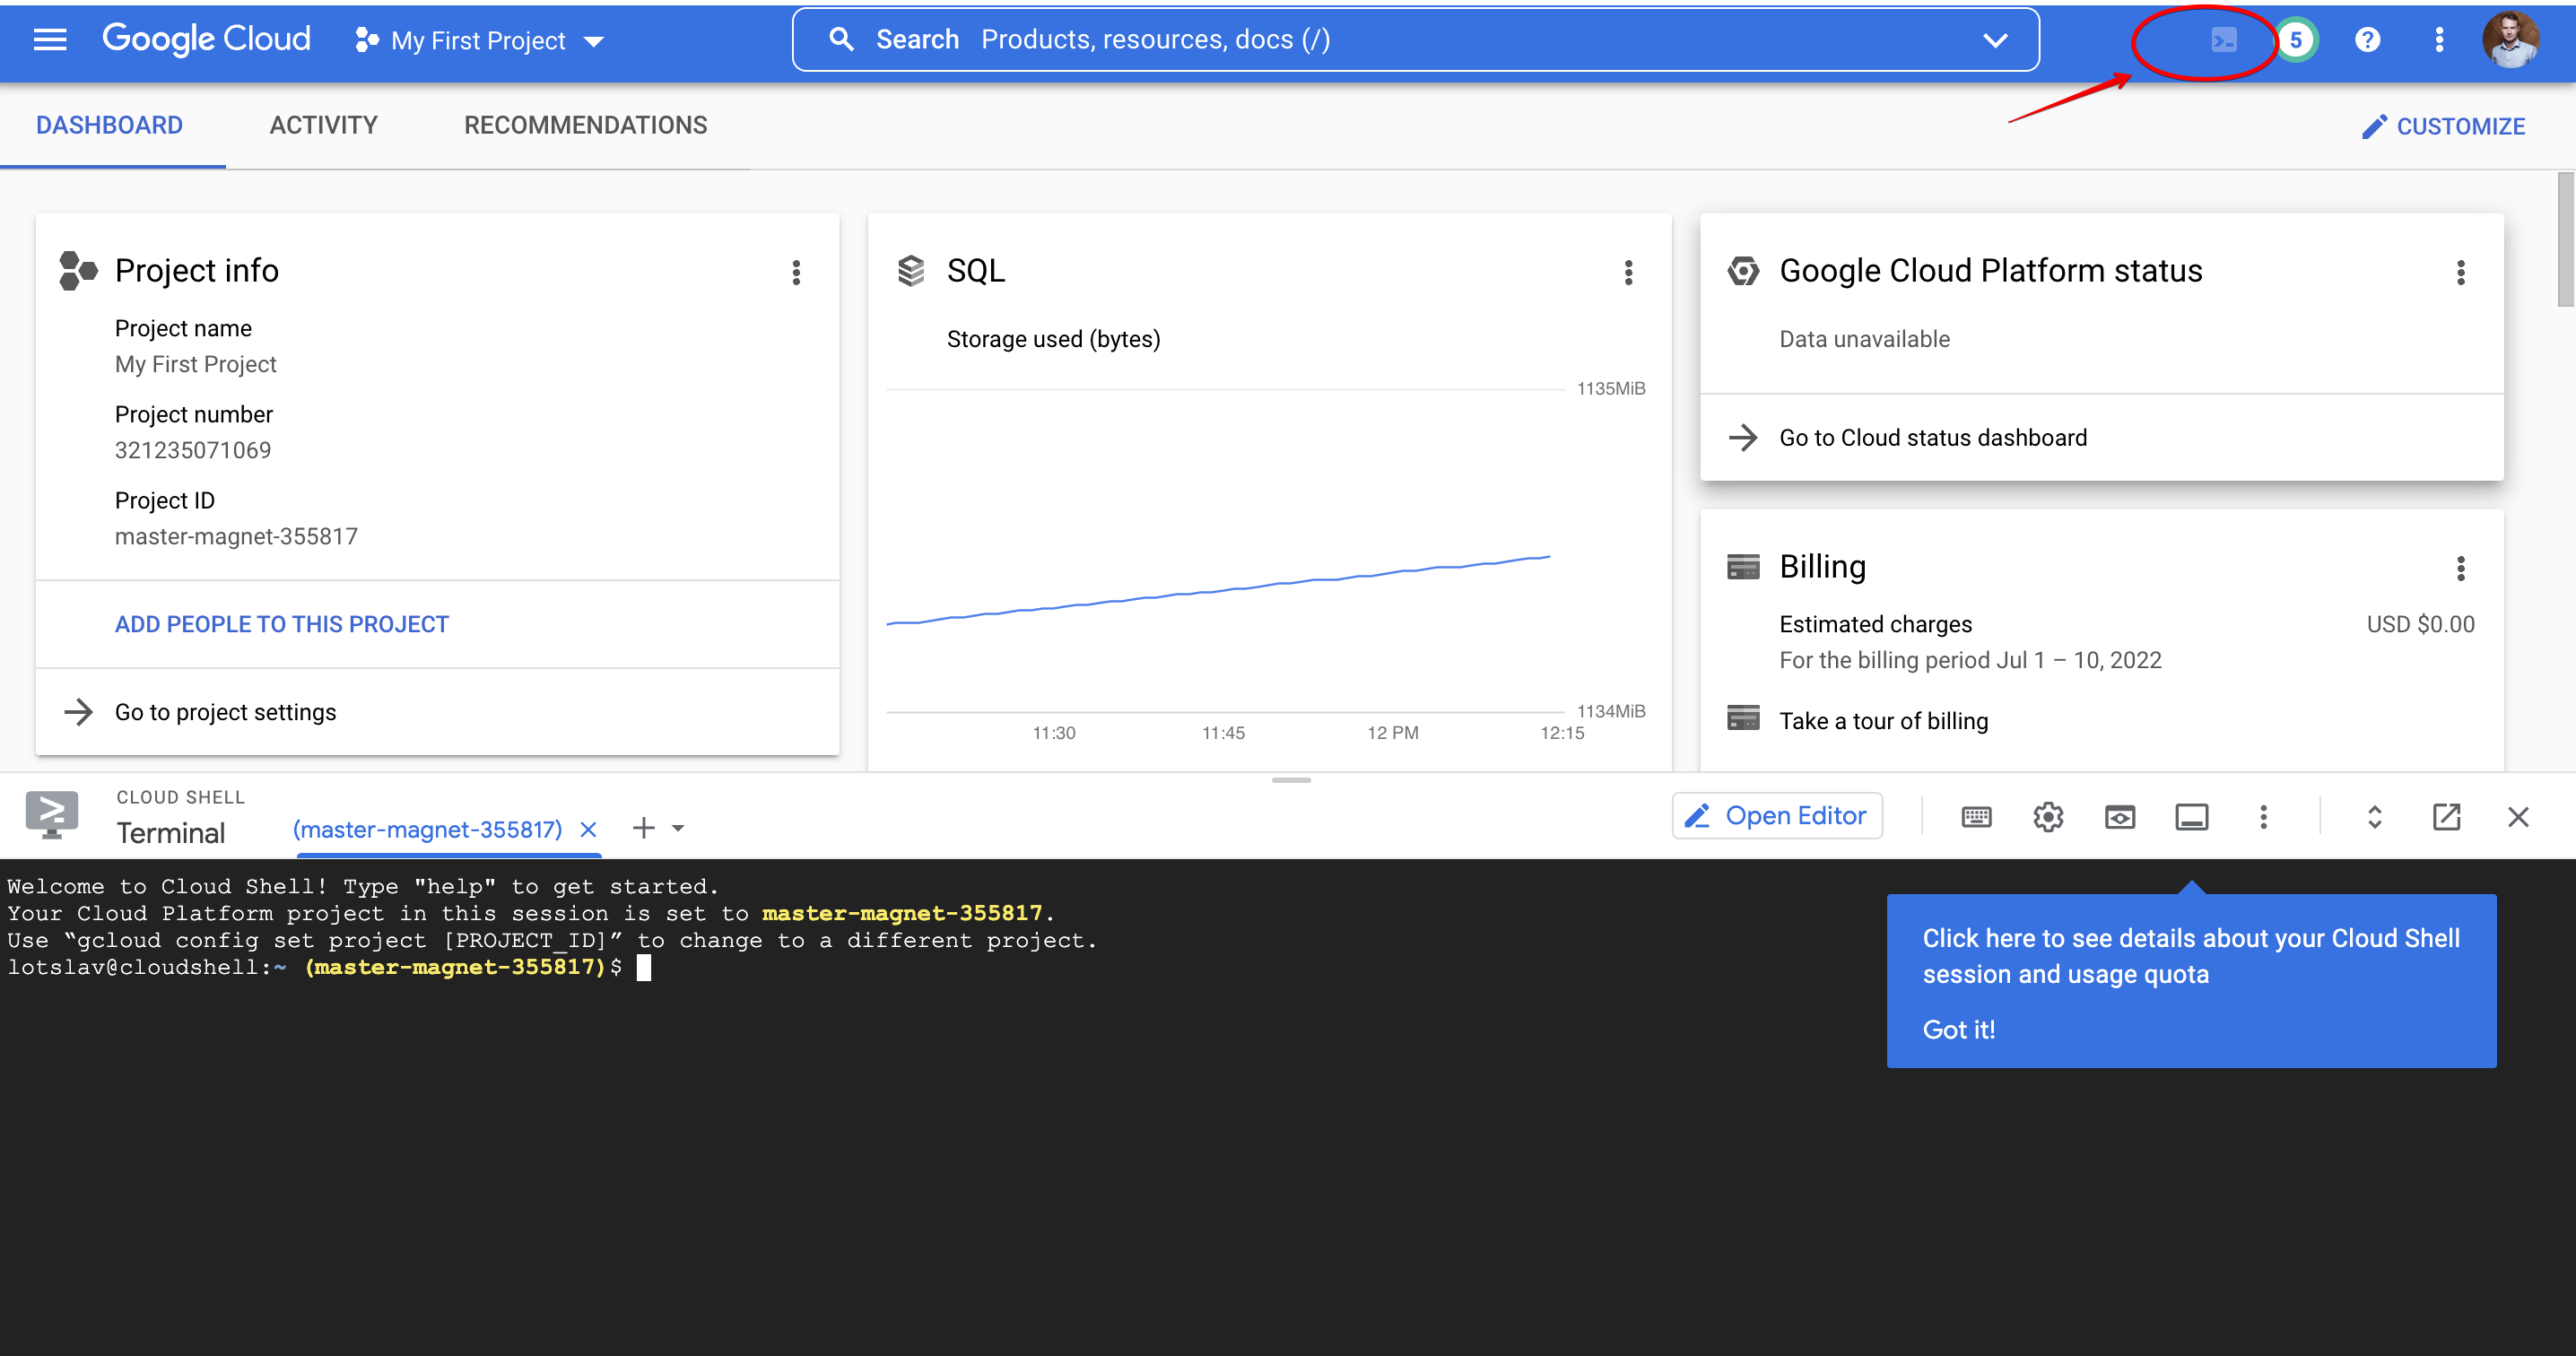 Google Cloud
My First Project
Search Products, resources, docs (/)
5
?
DASHBOARD
ACTIVITY
RECOMMENDATIONS
CUSTOMIZE
Project info
Project name
My First Project
Project number
321235071069
Project ID
master-magnet-355817
ADD PEOPLE TO THIS PROJECT
Go to project settings
SQL
Storage used (bytes)
1135MiB
1134MiB
11:30
11:45
12 PM
12:15
Google Cloud Platform status
Data unavailable
Go to Cloud status dashboard
Billing
Estimated charges
USD $0.00
For the billing period Jul 1 – 10, 2022
Take a tour of billing
CLOUD SHELL
Terminal
(master-magnet-355817)
Open Editor
Welcome to Cloud Shell! Type "help" to get started.
Your Cloud Platform project in this session is set to master-magnet-355817.
Use “gcloud config set project [PROJECT_ID]” to change to a different project.
lotslav@cloudshell:~ (master-magnet-355817)$
Click here to see details about your Cloud Shell
session and usage quota
Got it!